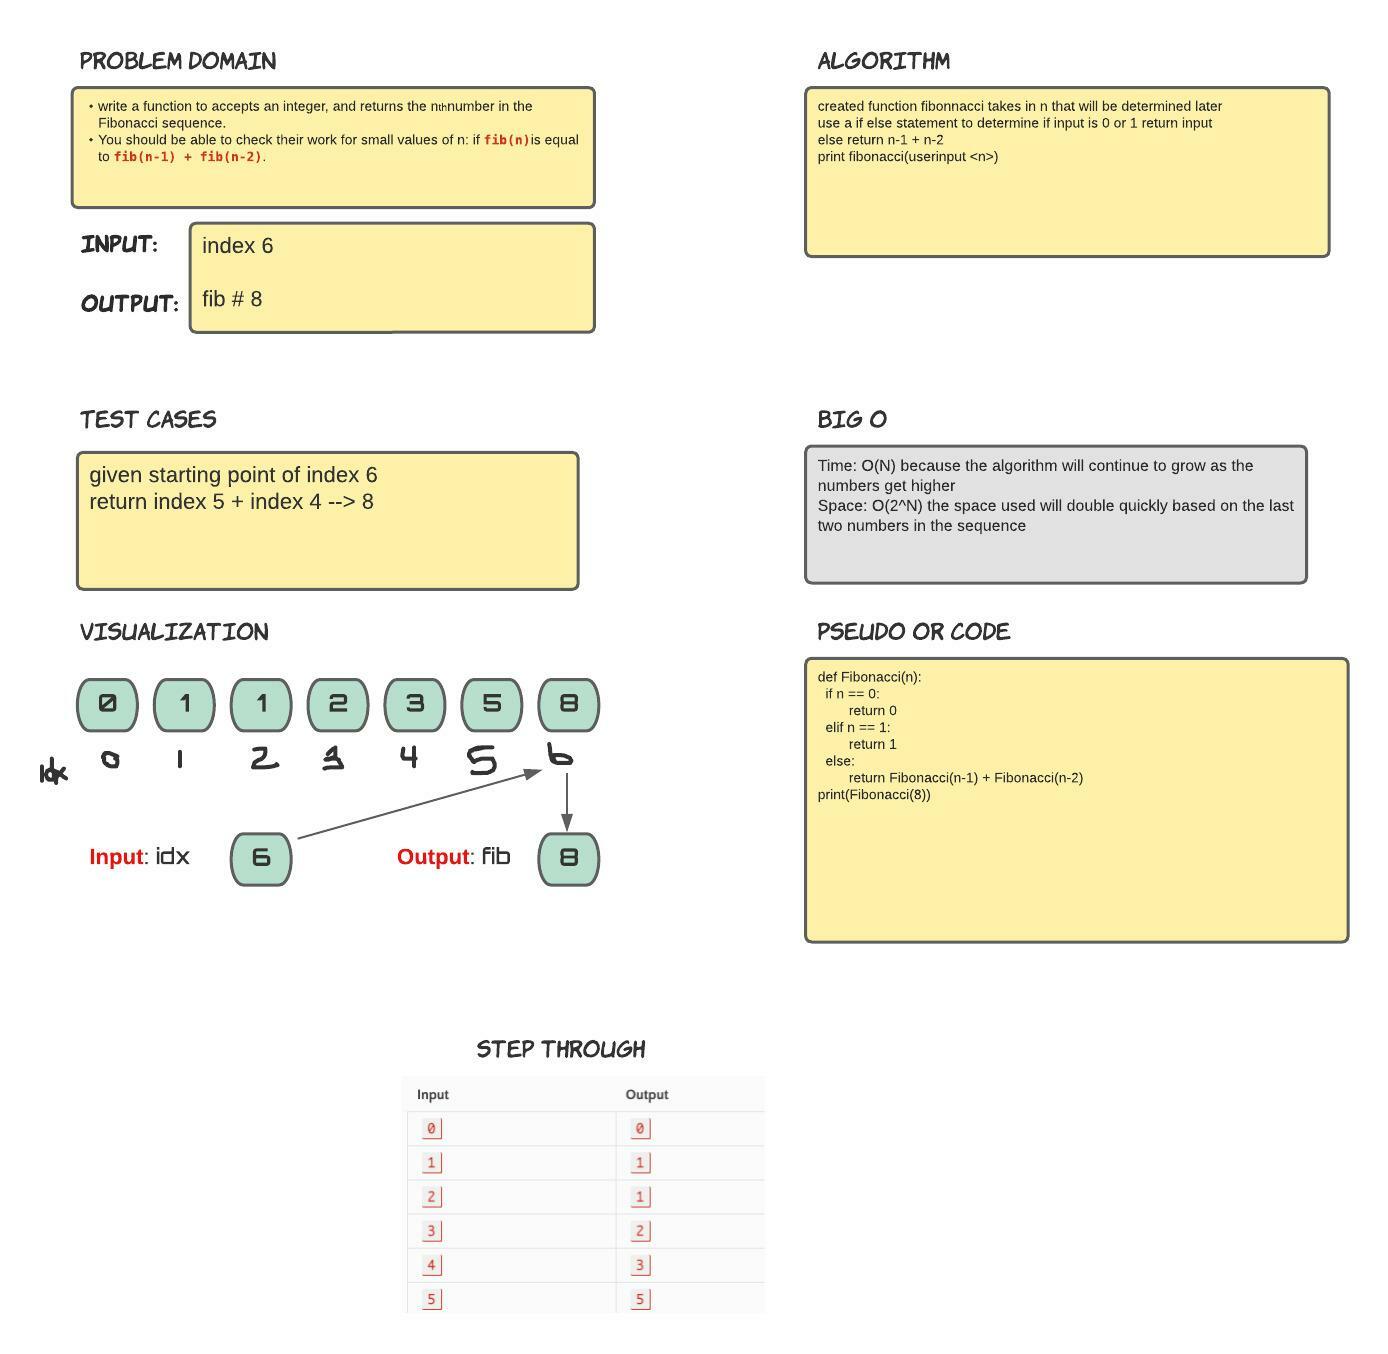 PROBLEM DOMAIN
• write a function to accepts an integer, and returns the nthnumber in the
Fibonacci sequence.
• You should be able to check their work for small values of n: if fib(n)is equal
to fib(n-1) + fib(n-2).
INPUT:
index 6
OUTPUT:
fib # 8
TEST CASES
given starting point of index 6
return index 5 + index 4 --> 8
VISUALIZATION
0 1 1 2 3 5 8
idx 0 1 2 3 4 5 6
Input: idx 6 Output: fib 8
ALGORITHM
created function fibonnacci takes in n that will be determined later
use a if else statement to determine if input is 0 or 1 return input
else return n-1 + n-2
print fibonacci(userinput <n>)
BIG O
Time: O(N) because the algorithm will continue to grow as the
numbers get higher
Space: O(2^N) the space used will double quickly based on the last
two numbers in the sequence
PSEUDO OR CODE
def Fibonacci(n):
if n == 0:
return 0
elif n == 1:
return 1
else:
return Fibonacci(n-1) + Fibonacci(n-2)
print(Fibonacci(8))
STEP THROUGH
Input Output
0 0
1 1
2 1
3 2
4 3
5 5